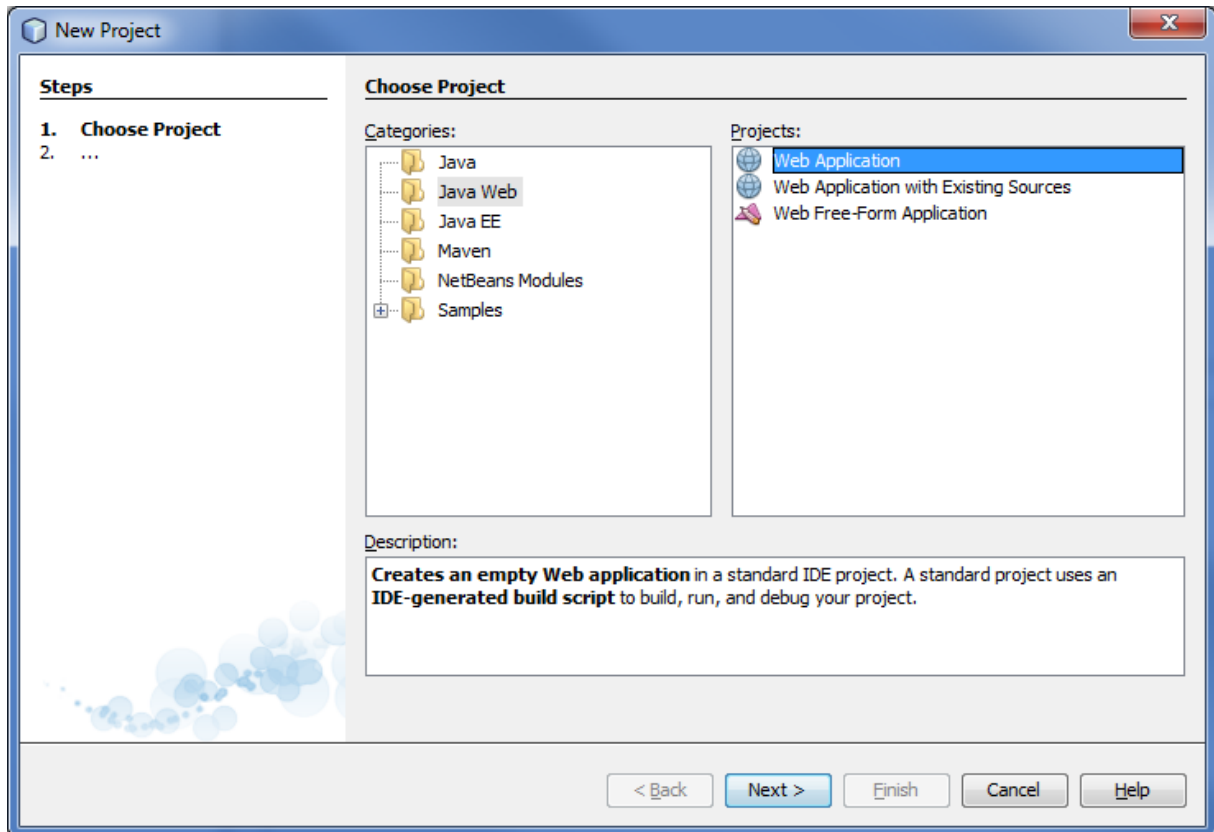 New Project
Steps
1. Choose Project
2. ...
Choose Project
Categories:
Java
Java Web
Java EE
Maven
NetBeans Modules
Samples
Projects:
Web Application
Web Application with Existing Sources
Web Free-Form Application
Description:
Creates an empty Web application in a standard IDE project. A standard project uses an
IDE-generated build script to build, run, and debug your project.
< Back
Next >
Finish
Cancel
Help